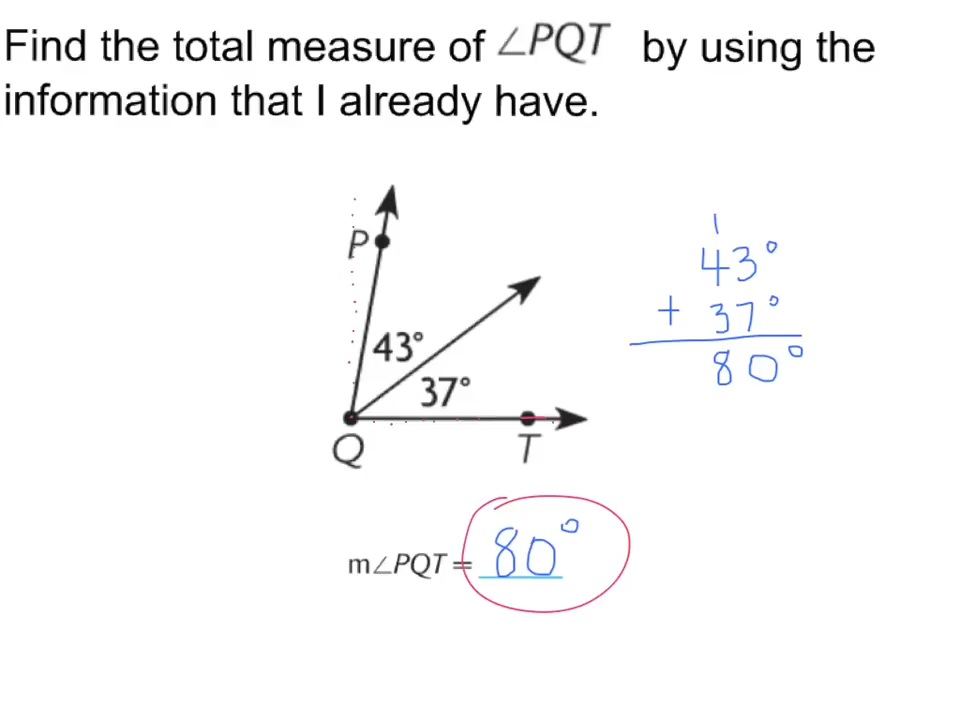 Find the total measure of ∠PQT by using the
information that I already have.
1
43°
+ 37°
80°
P
43°
37°
Q
T
m∠PQT = 80°